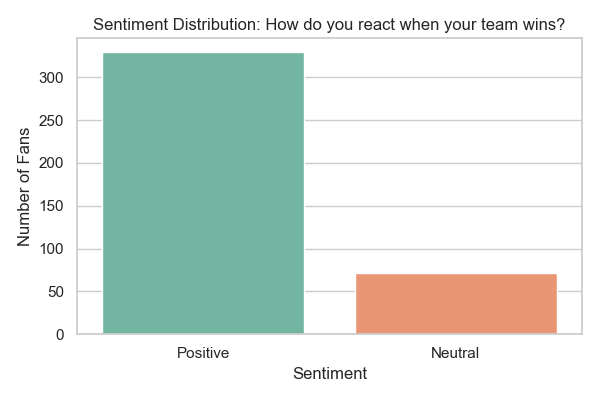 Sentiment Distribution: How do you react when your team wins?
Number of Fans
300
250
200
150
100
50
0
Positive
Neutral
Sentiment